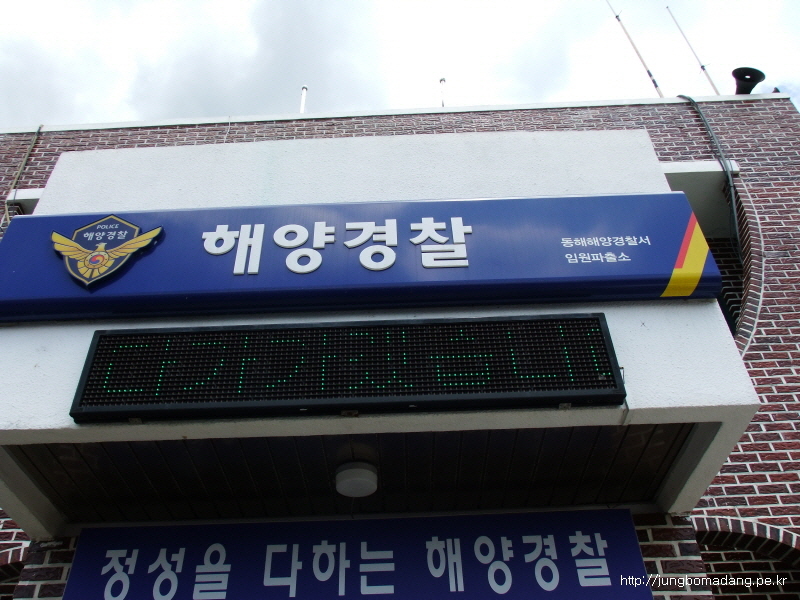 POLICE
해양경찰
해양경찰
동해해양경찰서
임원파출소
정성을 다하는 해양경찰
http://jungbomadang.pe.kr